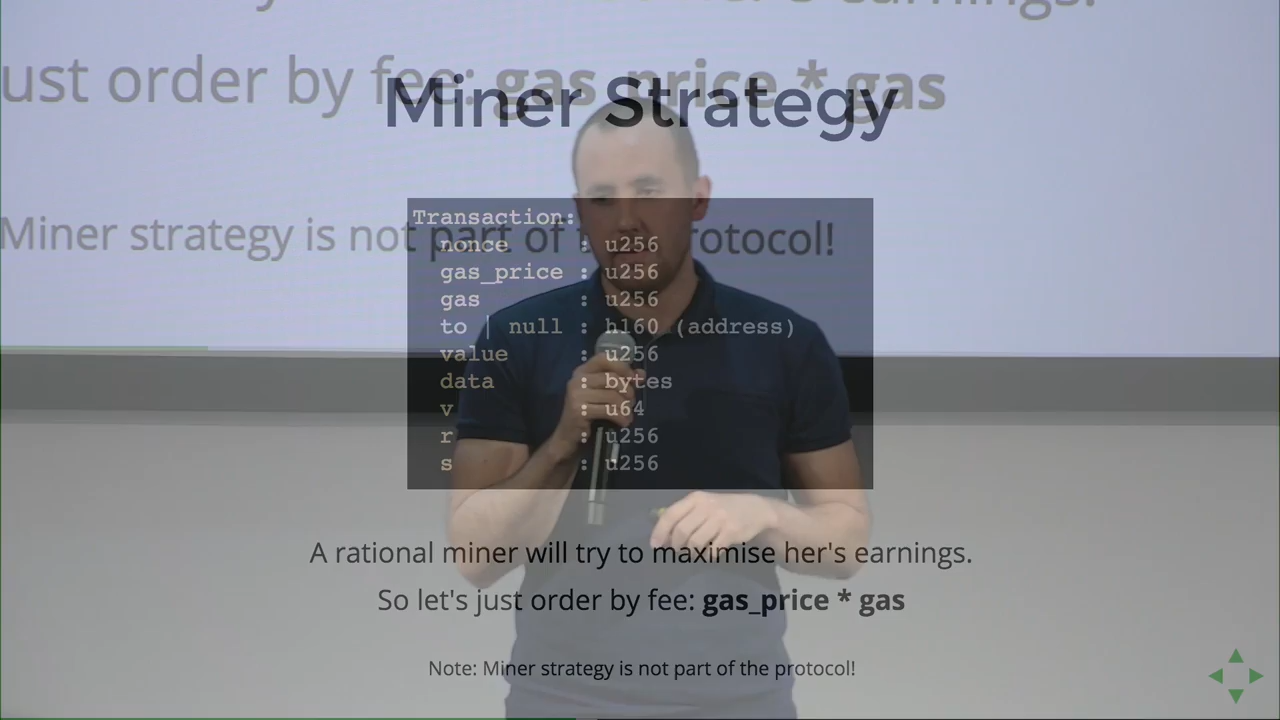 earnings.
ust order by fee: gas_price * gas
Miner Strategy
Transaction:
Miner strategy is not part of rotocol!
nonce : u256
gas_price : u256
gas : u256
to | null : h160 (address)
value : u256
data : bytes
v : u64
r : u256
s : u256
A rational miner will try to maximise her's earnings.
So let's just order by fee: gas_price * gas
Note: Miner strategy is not part of the protocol!